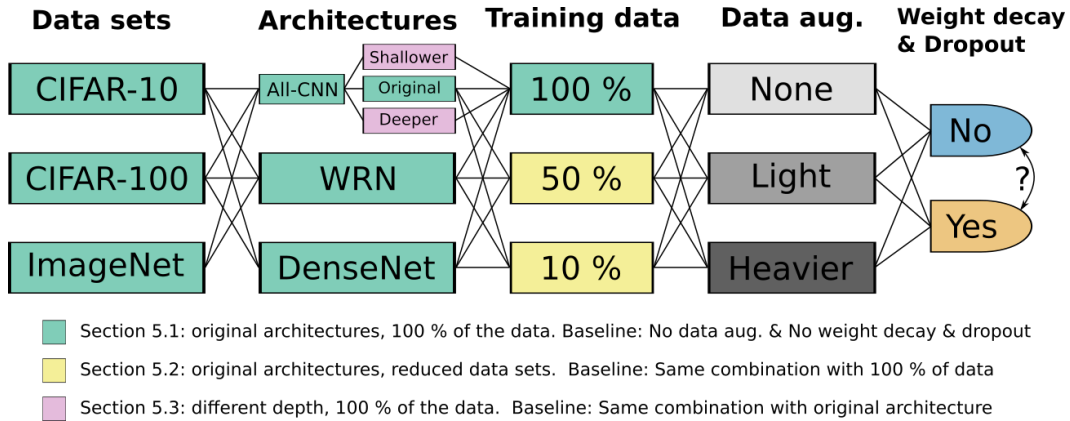 Data sets
Architectures
Training data
Data aug.
Weight decay
& Dropout
CIFAR-10
CIFAR-100
ImageNet
All-CNN
Shallower
Original
Deeper
WRN
DenseNet
100 %
50 %
10 %
None
Light
Heavier
No
?
Yes
Section 5.1: original architectures, 100 % of the data. Baseline: No data aug. & No weight decay & dropout
Section 5.2: original architectures, reduced data sets. Baseline: Same combination with 100 % of data
Section 5.3: different depth, 100 % of the data. Baseline: Same combination with original architecture